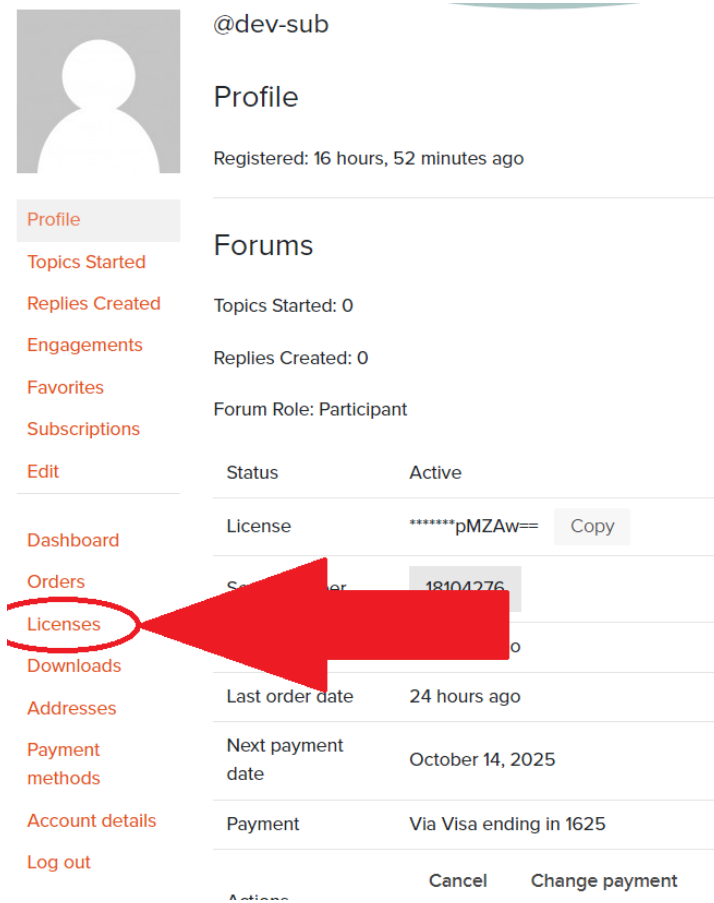 @dev-sub
Profile
Registered: 16 hours, 52 minutes ago
Profile
Topics Started
Replies Created
Engagements
Favorites
Subscriptions
Edit
Dashboard
Orders
Licenses
Downloads
Addresses
Payment
methods
Account details
Log out
Forums
Topics Started: 0
Replies Created: 0
Forum Role: Participant
Status Active
License *******pMZAw== Copy
18104276
Last order date 24 hours ago
Next payment
date
October 14, 2025
Payment Via Visa ending in 1625
Actions
Cancel Change payment